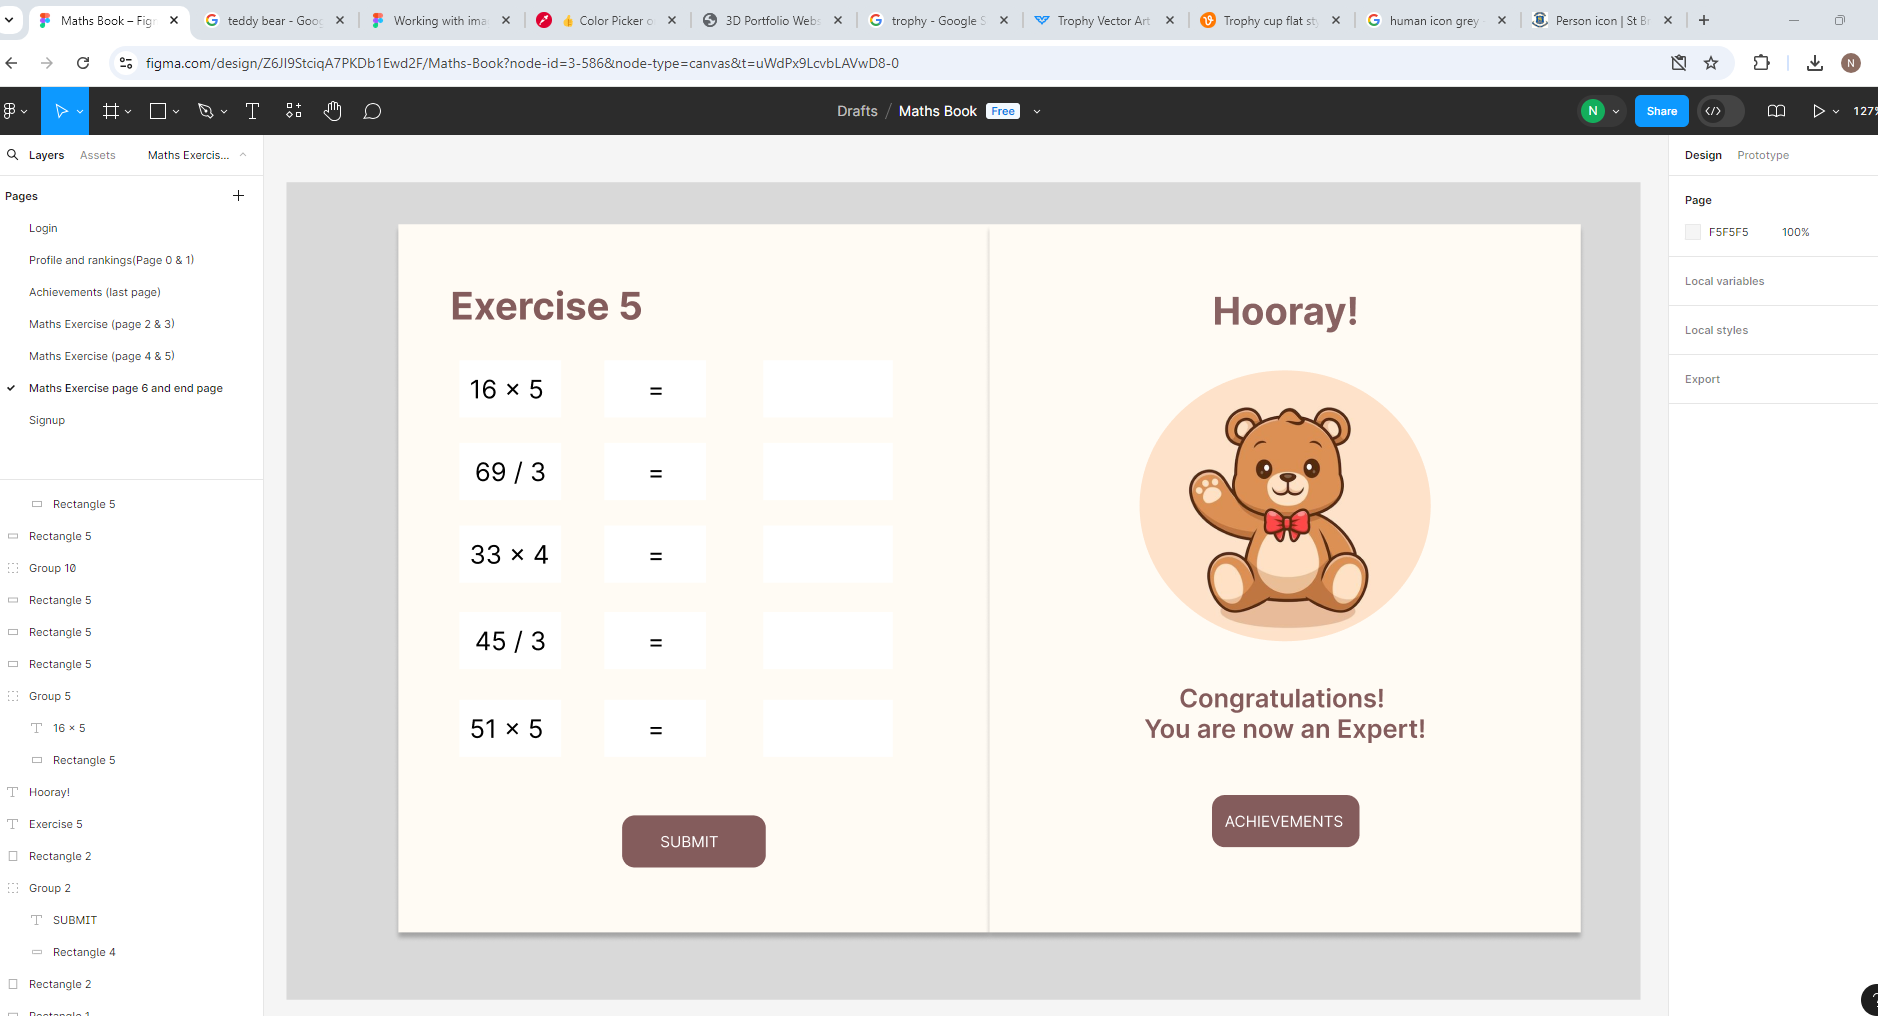 Maths Book – Fig
teddy bear - Goo
Working with ima
Color Picker o
3D Portfolio Webs
trophy - Google S
Trophy Vector Art
Trophy cup flat sty
human icon grey
Person icon | St B
figma.com/design/Z6JI9StciqA7PKDb1Ewd2F/Maths-Book?node-id=3-586&node-type=canvas&t=uWdPx9LcvbLAVwD8-0
N
Drafts / Maths Book Free
N
Share
127%
Layers
Assets
Maths Exercis...
Pages
Login
Profile and rankings(Page 0 & 1)
Achievements (last page)
Maths Exercise (page 2 & 3)
Maths Exercise (page 4 & 5)
Maths Exercise page 6 and end page
Signup
Rectangle 5
Rectangle 5
Group 10
Rectangle 5
Rectangle 5
Rectangle 5
Group 5
16 × 5
Rectangle 5
Hooray!
Exercise 5
Rectangle 2
Group 2
SUBMIT
Rectangle 4
Rectangle 2
Rectangle 1
Exercise 5
16 × 5 =
69 / 3 =
33 × 4 =
45 / 3 =
51 × 5 =
SUBMIT
Hooray!
Congratulations!
You are now an Expert!
ACHIEVEMENTS
Design
Prototype
Page
F5F5F5 100%
Local variables
Local styles
Export
?